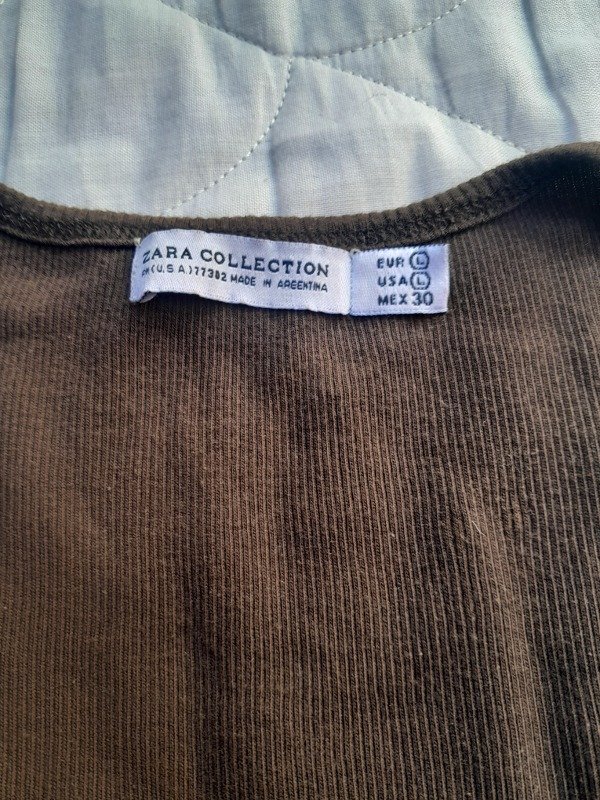 ZARA COLLECTION
RN(U.S.A)77302 MADE IN ARGENTINA
EUR L
USA L
MEX 30